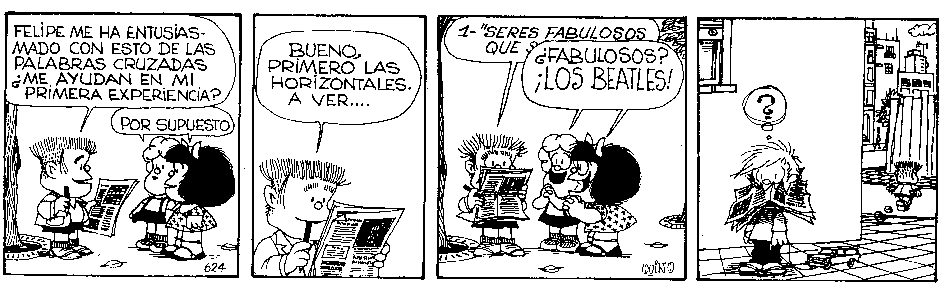 FELIPE ME HA ENTUSIAS-
MADO CON ESTO DE LAS
PALABRAS CRUZADAS
¿ME AYUDAN EN MI
PRIMERA EXPERIENCIA?
POR SUPUESTO
624
BUENO,
PRIMERO LAS
HORIZONTALES.
A VER....
1-"SERES FABULOSOS
QUE
¿FABULOSOS?
¡LOS BEATLES!
QUINO
?